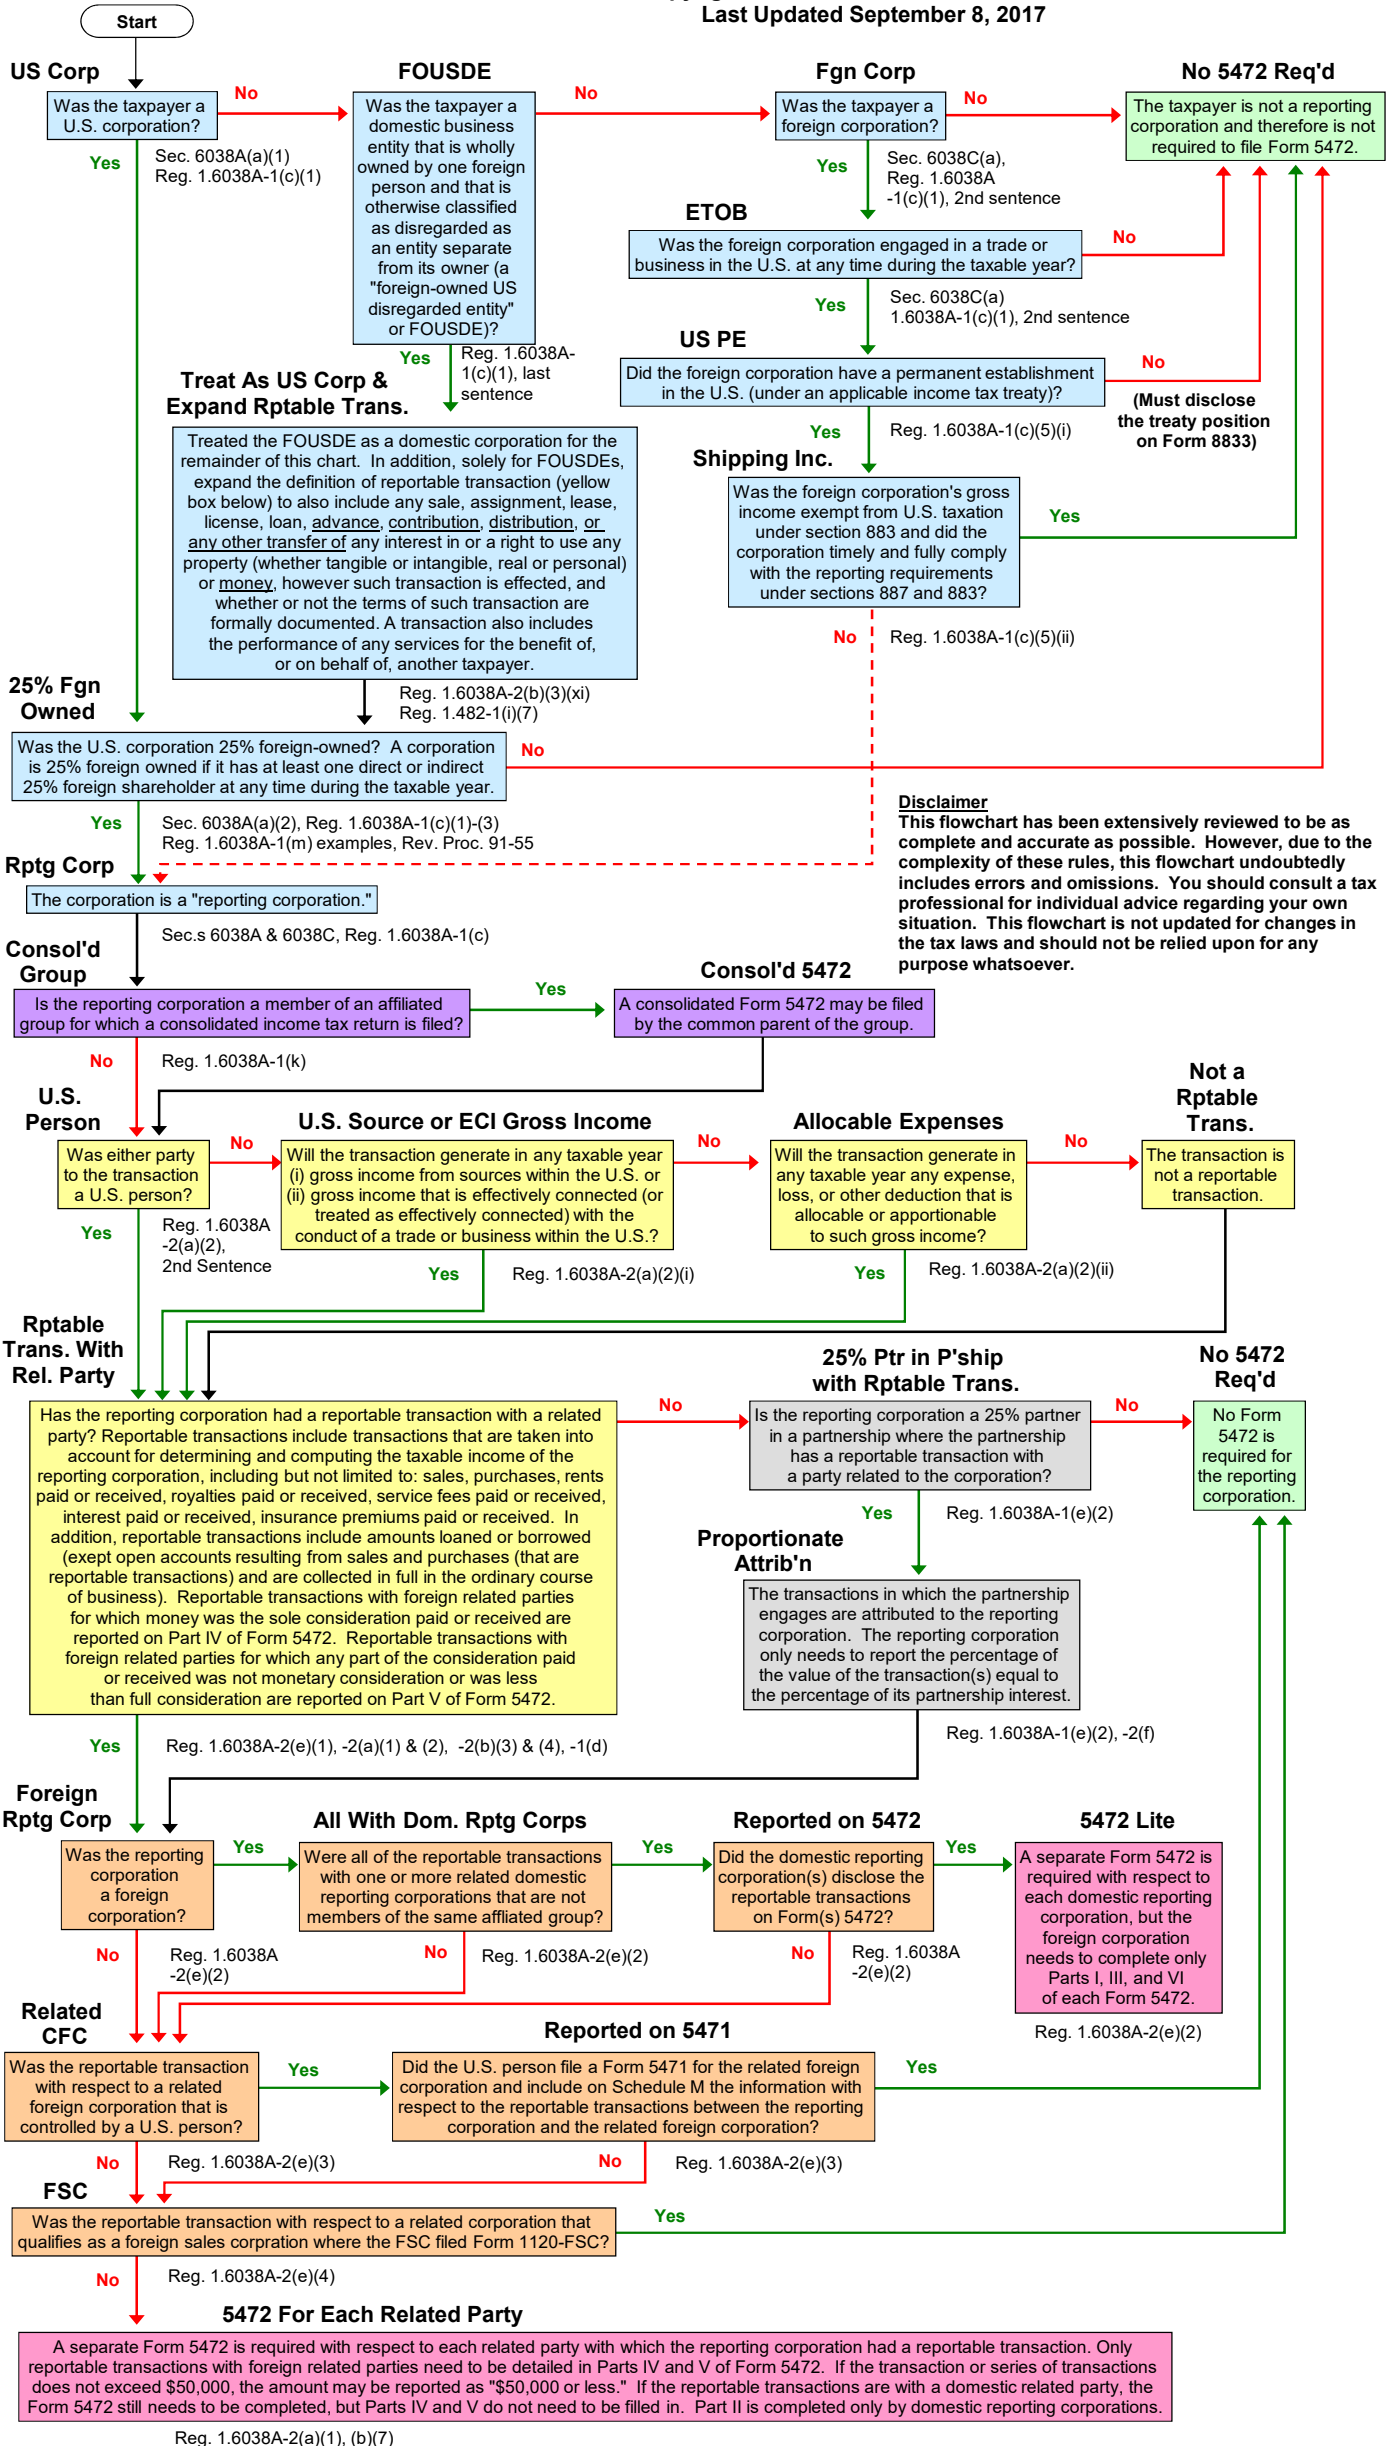 Last Updated September 8, 2017
Start
US Corp
FOUSDE
Fgn Corp
No 5472 Req'd
Was the taxpayer a
U.S. corporation?
No
Was the taxpayer a
domestic business
entity that is wholly
owned by one foreign
person and that is
otherwise classified
as disregarded as
an entity separate
from its owner (a
"foreign-owned US
disregarded entity"
or FOUSDE)?
No
Was the taxpayer a
foreign corporation?
No
The taxpayer is not a reporting
corporation and therefore is not
required to file Form 5472.
Yes
Sec. 6038A(a)(1)
Reg. 1.6038A-1(c)(1)
Yes
Sec. 6038C(a),
Reg. 1.6038A
-1(c)(1), 2nd sentence
ETOB
Was the foreign corporation engaged in a trade or
business in the U.S. at any time during the taxable year?
No
Yes
Sec. 6038C(a)
1.6038A-1(c)(1), 2nd sentence
US PE
Did the foreign corporation have a permanent establishment
in the U.S. (under an applicable income tax treaty)?
No
(Must disclose
the treaty position
on Form 8833)
Yes
Reg. 1.6038A-
1(c)(1), last
sentence
Treat As US Corp &
Expand Rptable Trans.
Treated the FOUSDE as a domestic corporation for the
remainder of this chart. In addition, solely for FOUSDEs,
expand the definition of reportable transaction (yellow
box below) to also include any sale, assignment, lease,
license, loan, advance, contribution, distribution, or
any other transfer of any interest in or a right to use any
property (whether tangible or intangible, real or personal)
or money, however such transaction is effected, and
whether or not the terms of such transaction are
formally documented. A transaction also includes
the performance of any services for the benefit of,
or on behalf of, another taxpayer.
Yes
Reg. 1.6038A-1(c)(5)(i)
Shipping Inc.
Was the foreign corporation's gross
income exempt from U.S. taxation
under section 883 and did the
corporation timely and fully comply
with the reporting requirements
under sections 887 and 883?
Yes
No
Reg. 1.6038A-1(c)(5)(ii)
Reg. 1.6038A-2(b)(3)(xi)
Reg. 1.482-1(i)(7)
25% Fgn
Owned
Was the U.S. corporation 25% foreign-owned? A corporation
is 25% foreign owned if it has at least one direct or indirect
25% foreign shareholder at any time during the taxable year.
No
Yes
Sec. 6038A(a)(2), Reg. 1.6038A-1(c)(1)-(3)
Reg. 1.6038A-1(m) examples, Rev. Proc. 91-55
Disclaimer
This flowchart has been extensively reviewed to be as
complete and accurate as possible. However, due to the
complexity of these rules, this flowchart undoubtedly
includes errors and omissions. You should consult a tax
professional for individual advice regarding your own
situation. This flowchart is not updated for changes in
the tax laws and should not be relied upon for any
purpose whatsoever.
Rptg Corp
The corporation is a "reporting corporation."
Sec.s 6038A & 6038C, Reg. 1.6038A-1(c)
Consol'd
Group
Is the reporting corporation a member of an affiliated
group for which a consolidated income tax return is filed?
Yes
Consol'd 5472
A consolidated Form 5472 may be filed
by the common parent of the group.
No
Reg. 1.6038A-1(k)
U.S.
Person
Was either party
to the transaction
a U.S. person?
No
U.S. Source or ECI Gross Income
Will the transaction generate in any taxable year
(i) gross income from sources within the U.S. or
(ii) gross income that is effectively connected (or
treated as effectively connected) with the
conduct of a trade or business within the U.S.?
No
Allocable Expenses
Will the transaction generate in
any taxable year any expense,
loss, or other deduction that is
allocable or apportionable
to such gross income?
No
Not a
Rptable
Trans.
The transaction is
not a reportable
transaction.
Yes
Reg. 1.6038A
-2(a)(2),
2nd Sentence
Yes
Reg. 1.6038A-2(a)(2)(i)
Yes
Reg. 1.6038A-2(a)(2)(ii)
Rptable
Trans. With
Rel. Party
Has the reporting corporation had a reportable transaction with a related
party? Reportable transactions include transactions that are taken into
account for determining and computing the taxable income of the
reporting corporation, including but not limited to: sales, purchases, rents
paid or received, royalties paid or received, service fees paid or received,
interest paid or received, insurance premiums paid or received. In
addition, reportable transactions include amounts loaned or borrowed
(exept open accounts resulting from sales and purchases (that are
reportable transactions) and are collected in full in the ordinary course
of business). Reportable transactions with foreign related parties
for which money was the sole consideration paid or received are
reported on Part IV of Form 5472. Reportable transactions with
foreign related parties for which any part of the consideration paid
or received was not monetary consideration or was less
than full consideration are reported on Part V of Form 5472.
No
25% Ptr in P'ship
with Rptable Trans.
Is the reporting corporation a 25% partner
in a partnership where the partnership
has a reportable transaction with
a party related to the corporation?
No
No 5472
Req'd
No Form
5472 is
required for
the reporting
corporation.
Yes
Reg. 1.6038A-1(e)(2)
Proportionate
Attrib'n
The transactions in which the partnership
engages are attributed to the reporting
corporation. The reporting corporation
only needs to report the percentage of
the value of the transaction(s) equal to
the percentage of its partnership interest.
Reg. 1.6038A-1(e)(2), -2(f)
Yes
Reg. 1.6038A-2(e)(1), -2(a)(1) & (2), -2(b)(3) & (4), -1(d)
Foreign
Rptg Corp
Was the reporting
corporation
a foreign
corporation?
Yes
All With Dom. Rptg Corps
Were all of the reportable transactions
with one or more related domestic
reporting corporations that are not
members of the same affliated group?
Yes
Reported on 5472
Did the domestic reporting
corporation(s) disclose the
reportable transactions
on Form(s) 5472?
Yes
5472 Lite
A separate Form 5472 is
required with respect to
each domestic reporting
corporation, but the
foreign corporation
needs to complete only
Parts I, III, and VI
of each Form 5472.
Reg. 1.6038A-2(e)(2)
No
Reg. 1.6038A
-2(e)(2)
No
Reg. 1.6038A-2(e)(2)
No
Reg. 1.6038A
-2(e)(2)
Related
CFC
Was the reportable transaction
with respect to a related
foreign corporation that is
controlled by a U.S. person?
Yes
Reported on 5471
Did the U.S. person file a Form 5471 for the related foreign
corporation and include on Schedule M the information with
respect to the reportable transactions between the reporting
corporation and the related foreign corporation?
Yes
No
Reg. 1.6038A-2(e)(3)
No
Reg. 1.6038A-2(e)(3)
FSC
Was the reportable transaction with respect to a related corporation that
qualifies as a foreign sales corpration where the FSC filed Form 1120-FSC?
Yes
No
Reg. 1.6038A-2(e)(4)
5472 For Each Related Party
A separate Form 5472 is required with respect to each related party with which the reporting corporation had a reportable transaction. Only
reportable transactions with foreign related parties need to be detailed in Parts IV and V of Form 5472. If the transaction or series of transactions
does not exceed $50,000, the amount may be reported as "$50,000 or less." If the reportable transactions are with a domestic related party, the
Form 5472 still needs to be completed, but Parts IV and V do not need to be filled in. Part II is completed only by domestic reporting corporations.
Reg. 1.6038A-2(a)(1), (b)(7)